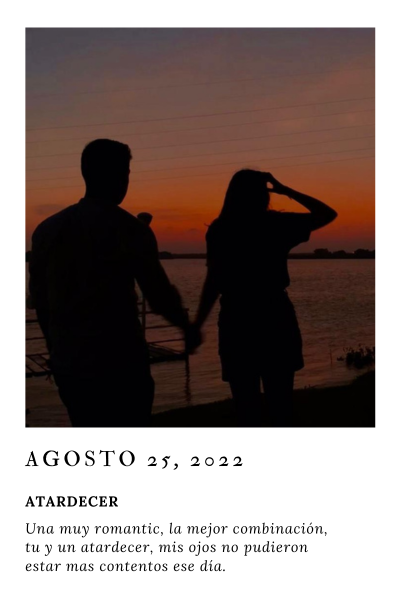 AGOSTO 25, 2022
ATARDECER
Una muy romantic, la mejor combinación,
tu y un atardecer, mis ojos no pudieron
estar mas contentos ese día.